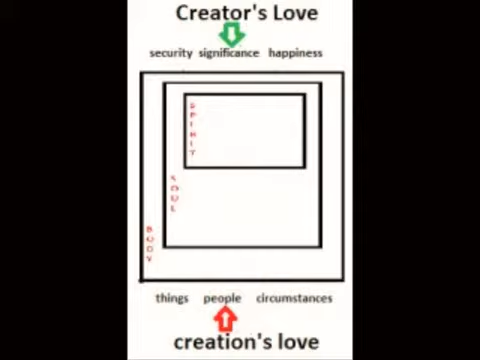 Creator's Love
security significance happiness
SPIRIT
SOUL
BODY
things people circumstances
creation's love